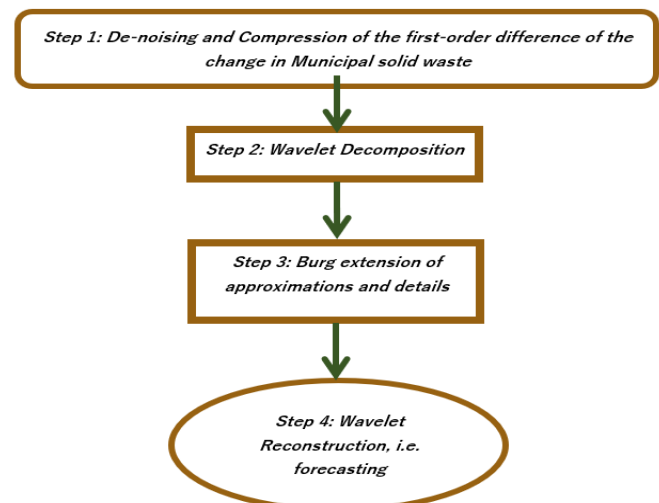 Step 1: De-noising and Compression of the first-order difference of the
change in Municipal solid waste
Step 2: Wavelet Decomposition
Step 3: Burg extension of
approximations and details
Step 4: Wavelet
Reconstruction, i.e.
forecasting